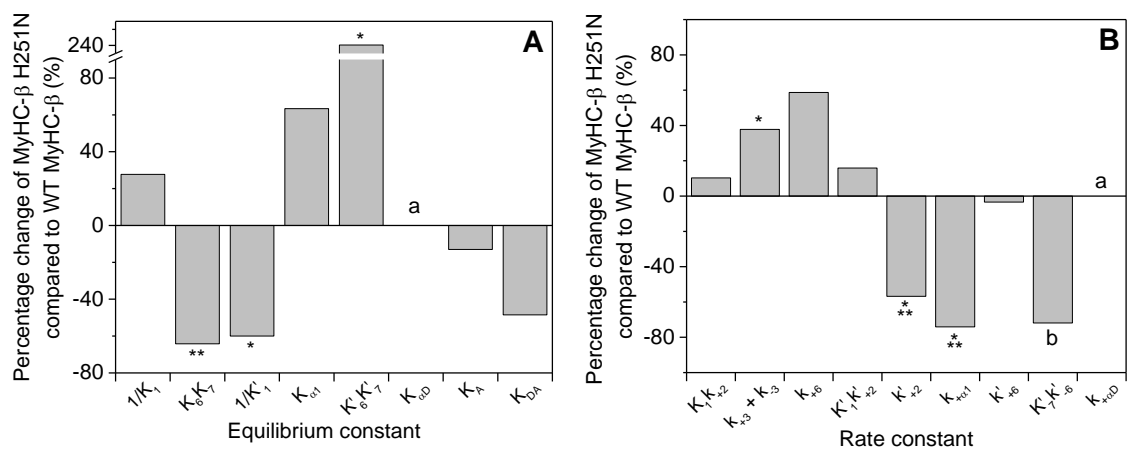 A
Percentage change of MyHC-β H251N
compared to WT MyHC-β (%)
240
80
40
0
-40
-80
*
a
**
*
1/K₁
K₆K₇
1/K'₁
Kα1
K'₆K'₇
KαD
K_A
K_DA
Equilibrium constant
B
Percentage change of MyHC-β H251N
compared to WT MyHC-β (%)
80
40
0
-40
-80
*
a
*
**
*
**
b
K₁k₊₂
k₊₃ + k₋₃
k₊₆
K'₁k'₊₂
k'₊₂
k₊α1
k'₊₆
K'₇k'₋₆
k₊αD
Rate constant